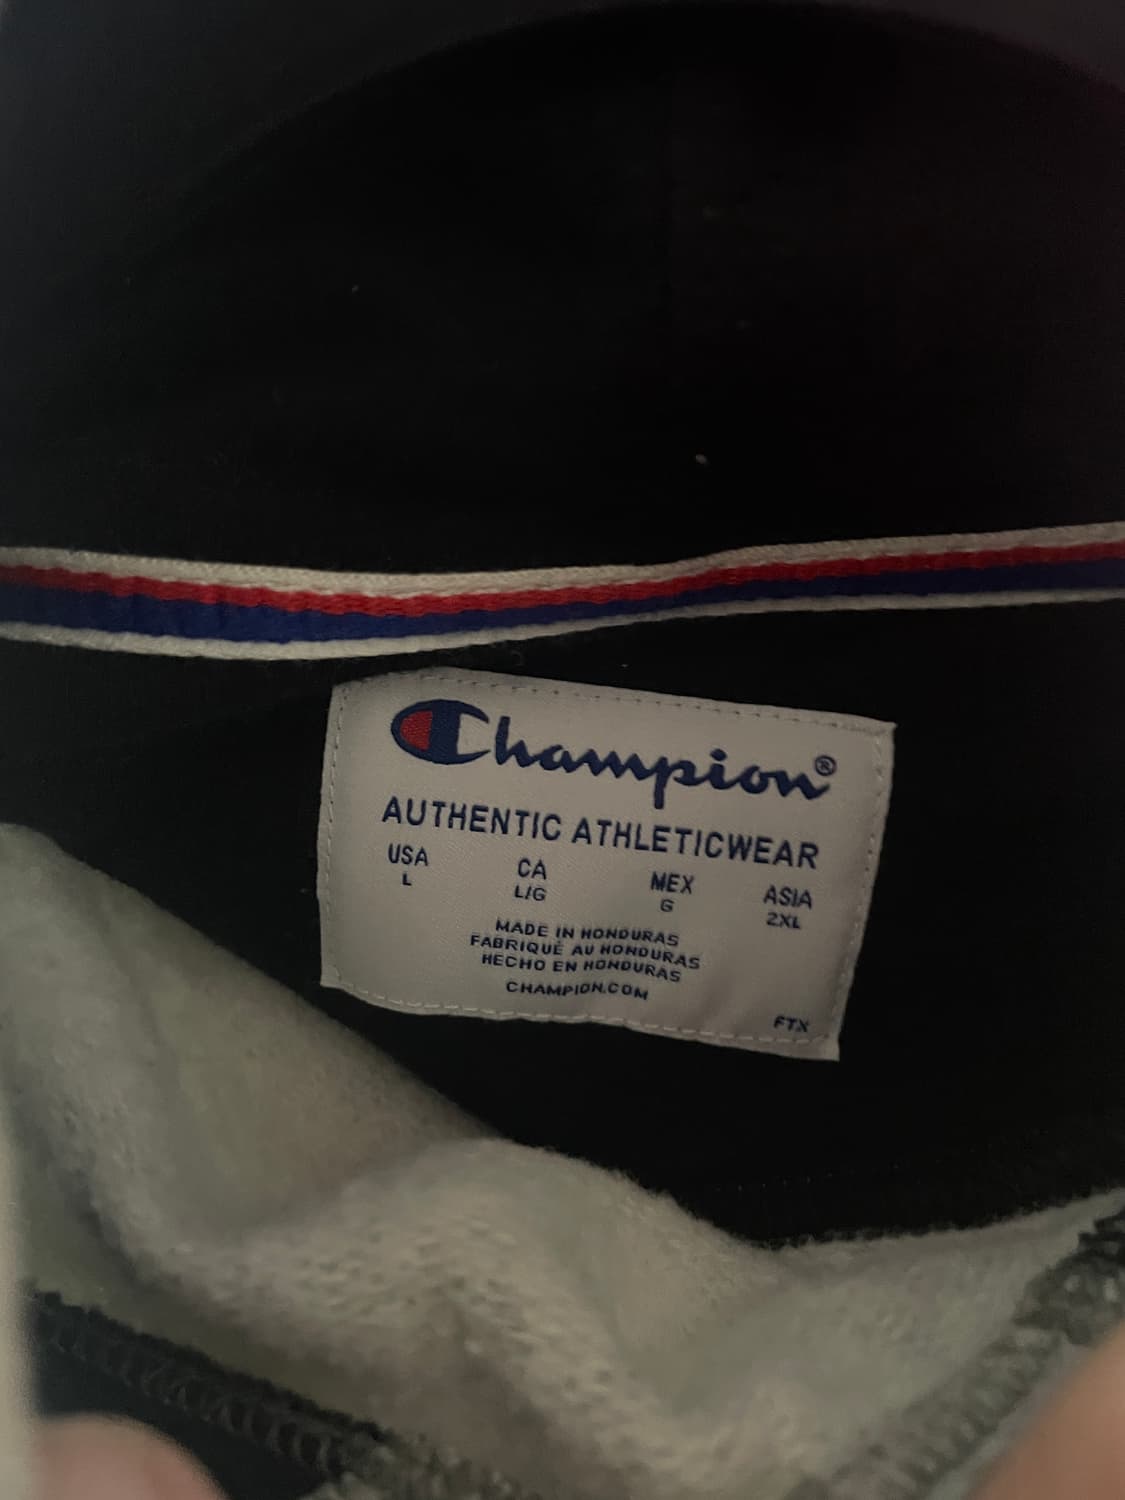 Champion®
AUTHENTIC ATHLETICWEAR
USA CA MEX ASIA
L L/G G 2XL
MADE IN HONDURAS
FABRIQUÉ AU HONDURAS
HECHO EN HONDURAS
CHAMPION.COM
FTX